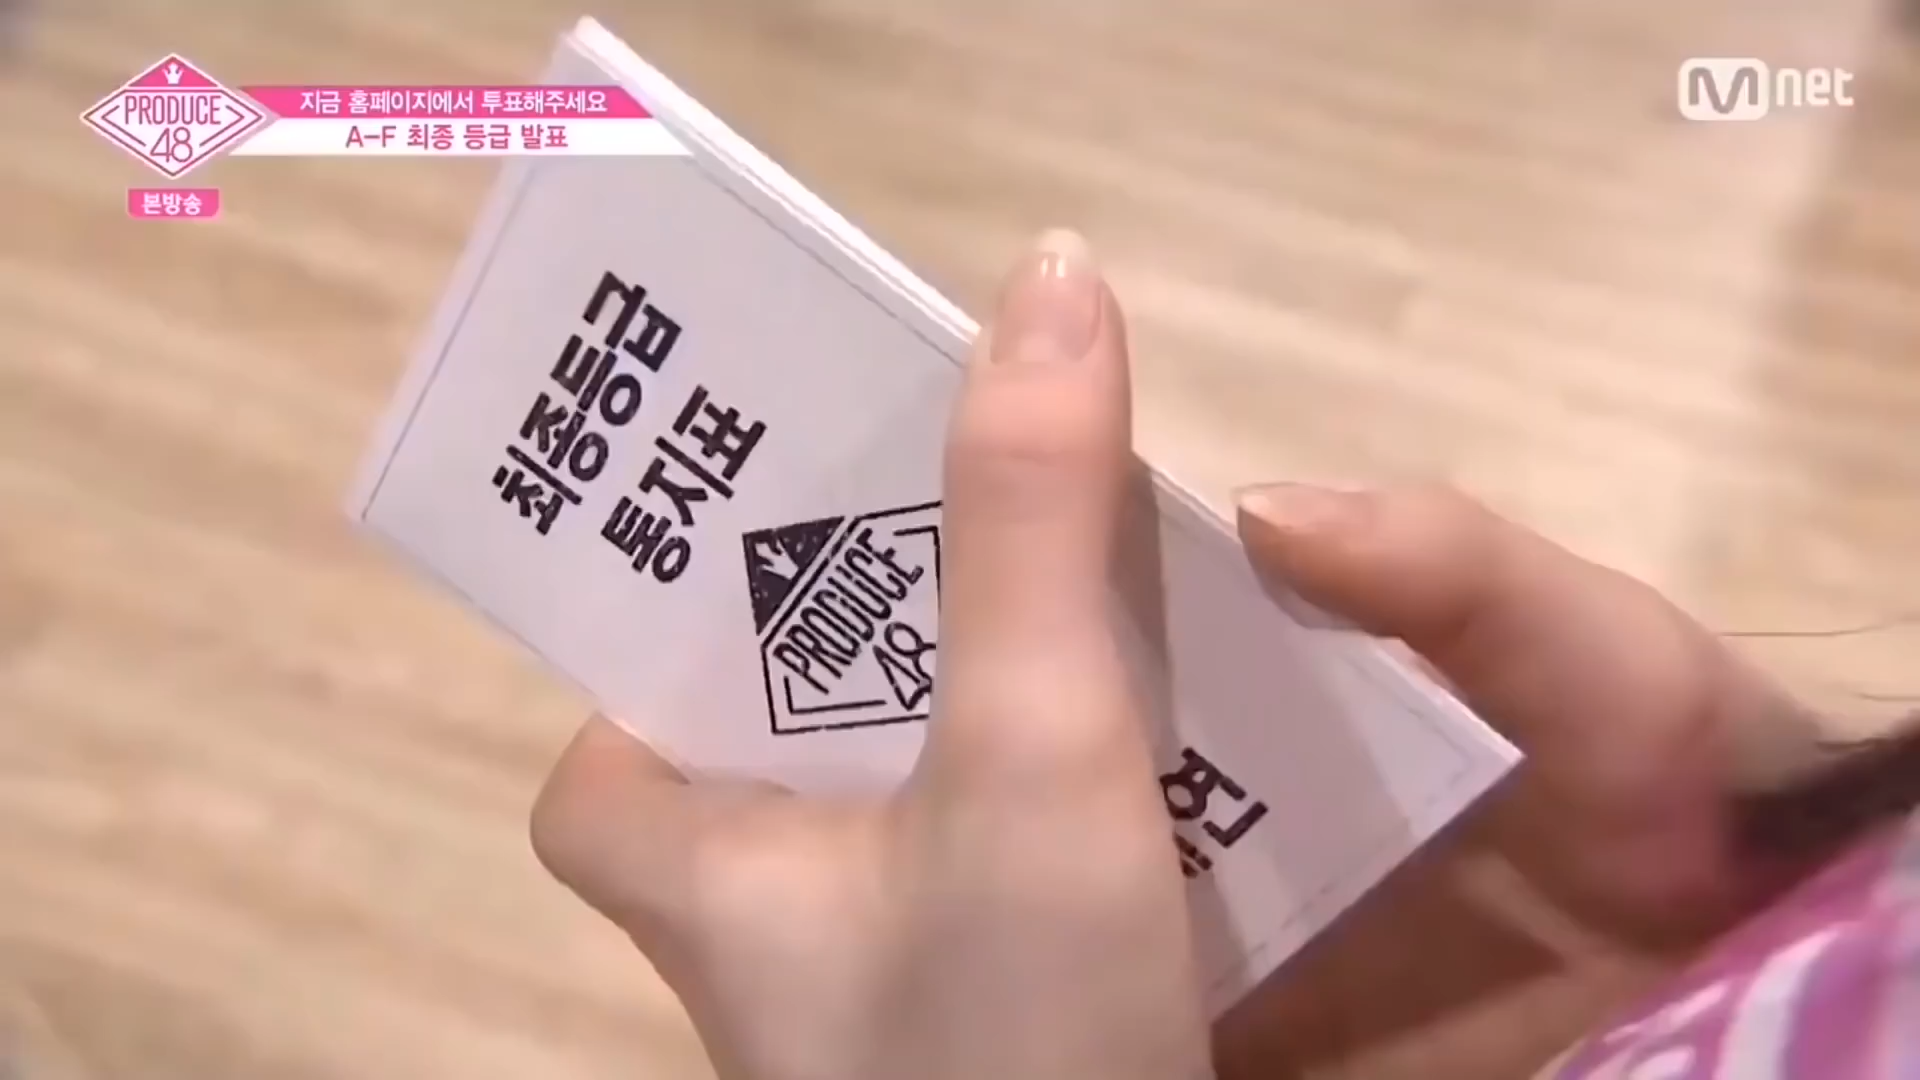 PRODUCE
48
지금 홈페이지에서 투표해주세요
A-F 최종 등급 발표
본방송
Mnet
최종등급
통지표
PRODUCE
48